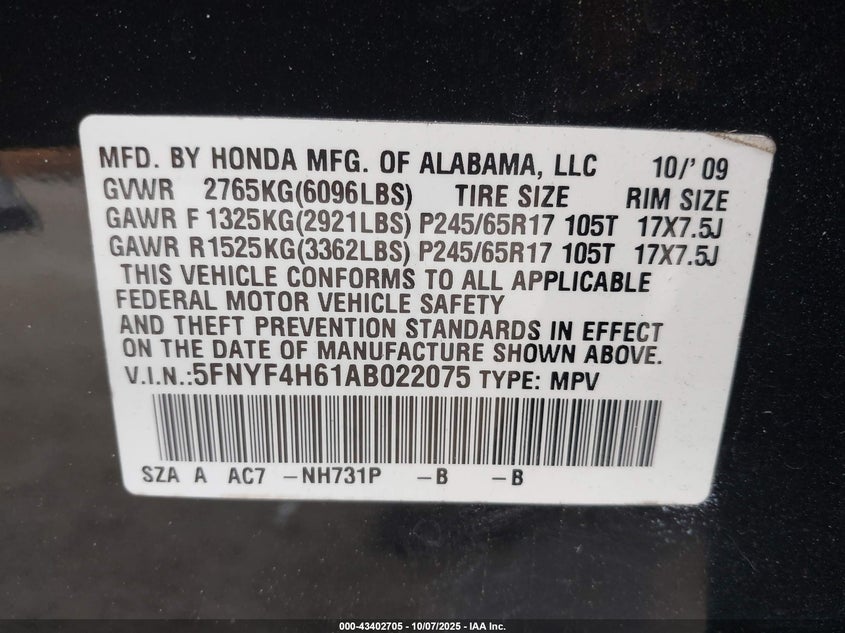 MFD. BY HONDA MFG. OF ALABAMA, LLC 10/'09
GVWR 2765KG(6096LBS) TIRE SIZE RIM SIZE
GAWR F 1325KG(2921LBS) P245/65R17 105T 17X7.5J
GAWR R 1525KG(3362LBS) P245/65R17 105T 17X7.5J
THIS VEHICLE CONFORMS TO ALL APPLICABLE
FEDERAL MOTOR VEHICLE SAFETY
AND THEFT PREVENTION STANDARDS IN EFFECT
ON THE DATE OF MANUFACTURE SHOWN ABOVE.
V.I.N.:5FNYF4H61AB022075 TYPE: MPV
SZA A AC7 -NH731P -B -B
000-43402705 - 10/07/2025 - IAA Inc.